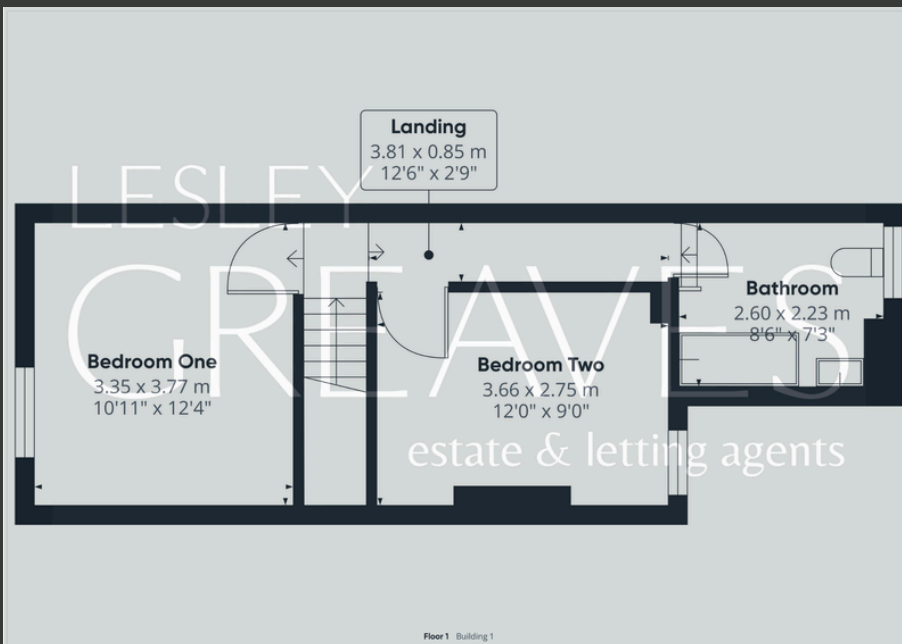 Landing
3.81 x 0.85 m
12'6" x 2'9"
LESLEY
GREAVES
estate & letting agents
Bedroom One
3.35 x 3.77 m
10'11" x 12'4"
Bedroom Two
3.66 x 2.75 m
12'0" x 9'0"
Bathroom
2.60 x 2.23 m
8'6" x 7'3"
Floor 1 Building 1